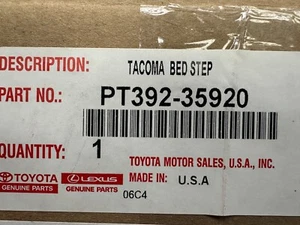 DESCRIPTION: TACOMA BED STEP
PART NO.: PT392-35920
QUANTITY: 1
TOYOTA MOTOR SALES, U.S.A., INC.
TOYOTA LEXUS MADE IN: U.S.A
GENUINE PARTS GENUINE PARTS
06C4